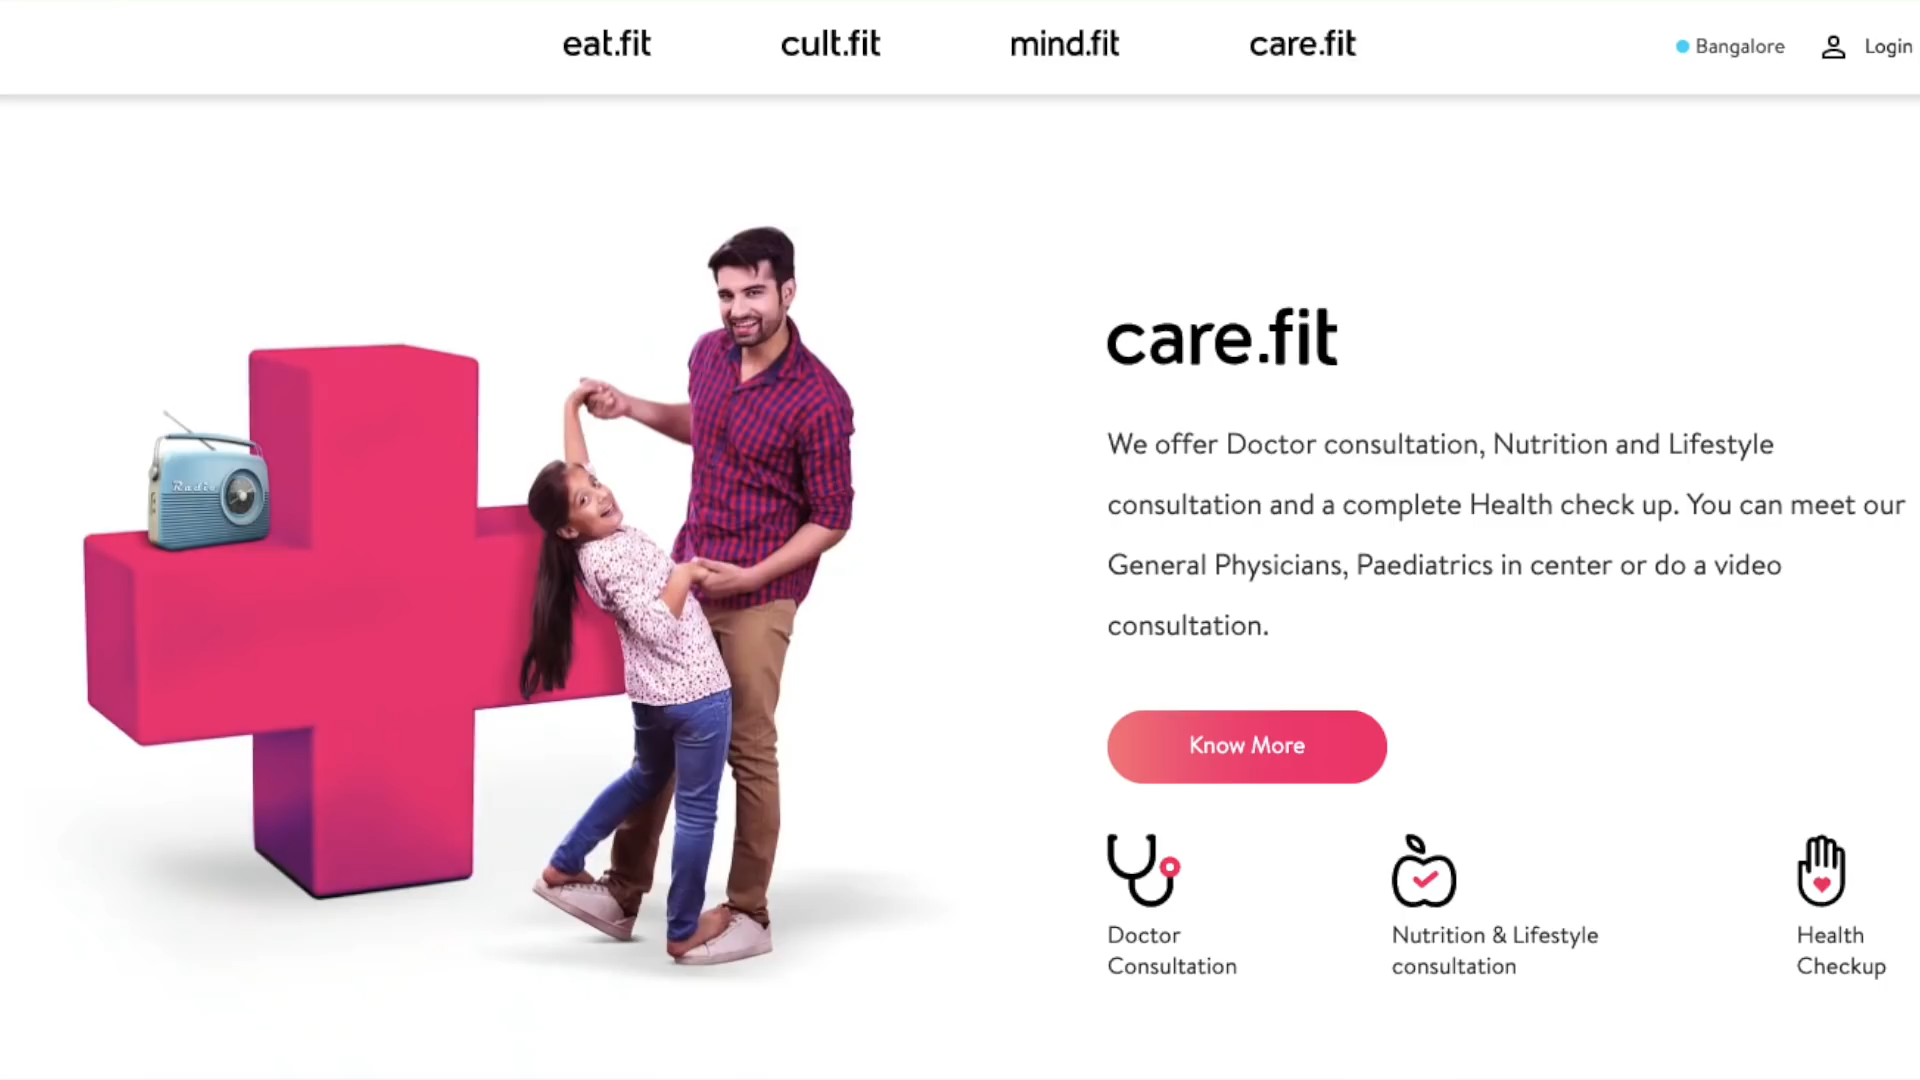 eat.fit
cult.fit
mind.fit
care.fit
Bangalore
Login
Radio
care.fit
We offer Doctor consultation, Nutrition and Lifestyle
consultation and a complete Health check up. You can meet our
General Physicians, Paediatrics in center or do a video
consultation.
Know More
Doctor
Consultation
Nutrition & Lifestyle
consultation
Health
Checkup